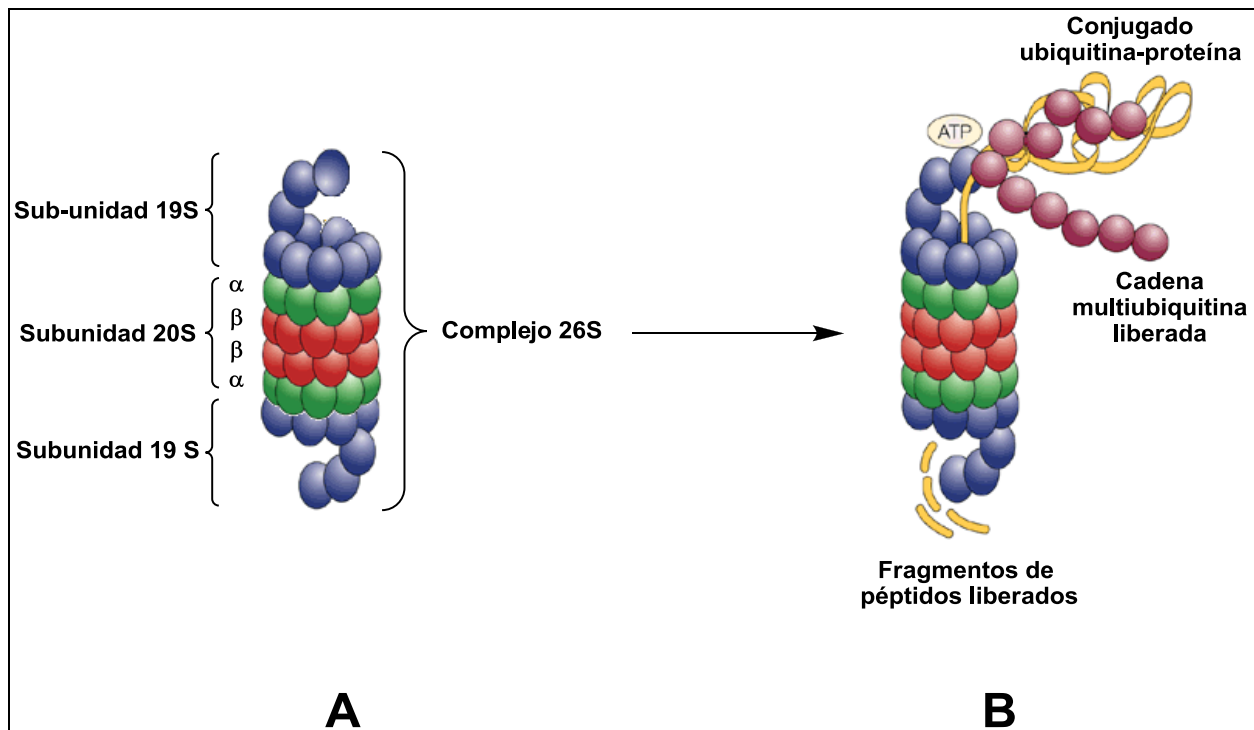 Sub-unidad 19S
Subunidad 20S
α
β
β
α
Subunidad 19 S
Complejo 26S
A
Conjugado
ubiquitina-proteína
ATP
Cadena
multiubiquitina
liberada
Fragmentos de
péptidos liberados
B